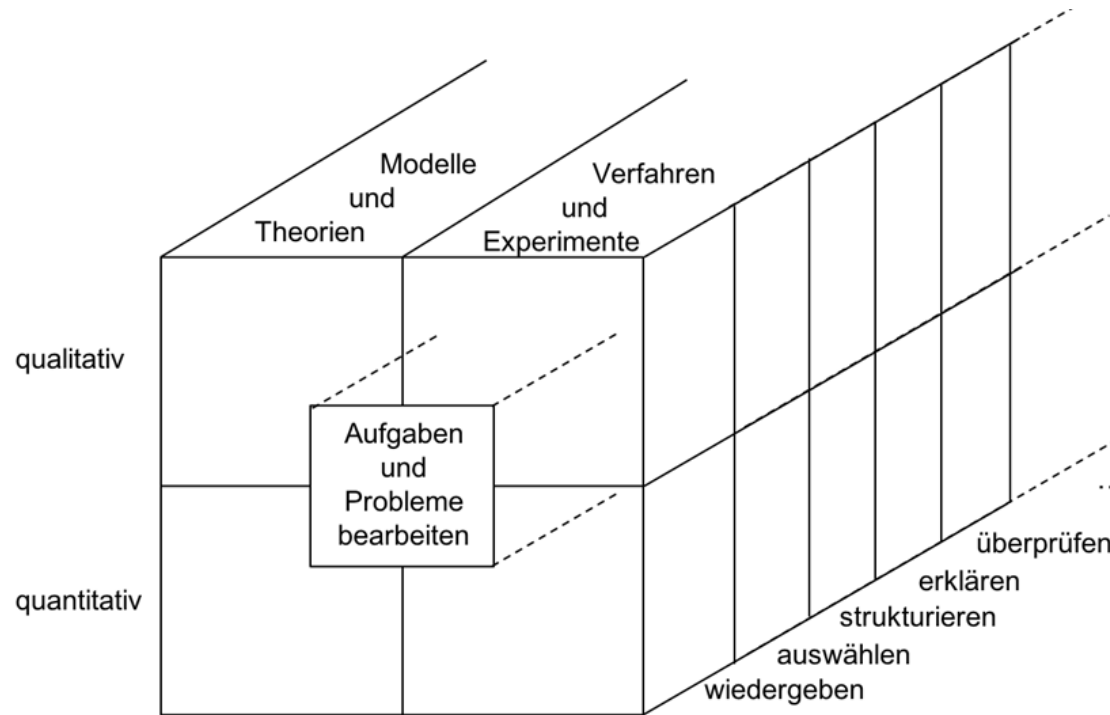 Modelle
und
Theorien
Verfahren
und
Experimente
qualitativ
Aufgaben
und
Probleme
bearbeiten
quantitativ
überprüfen
erklären
strukturieren
auswählen
wiedergeben